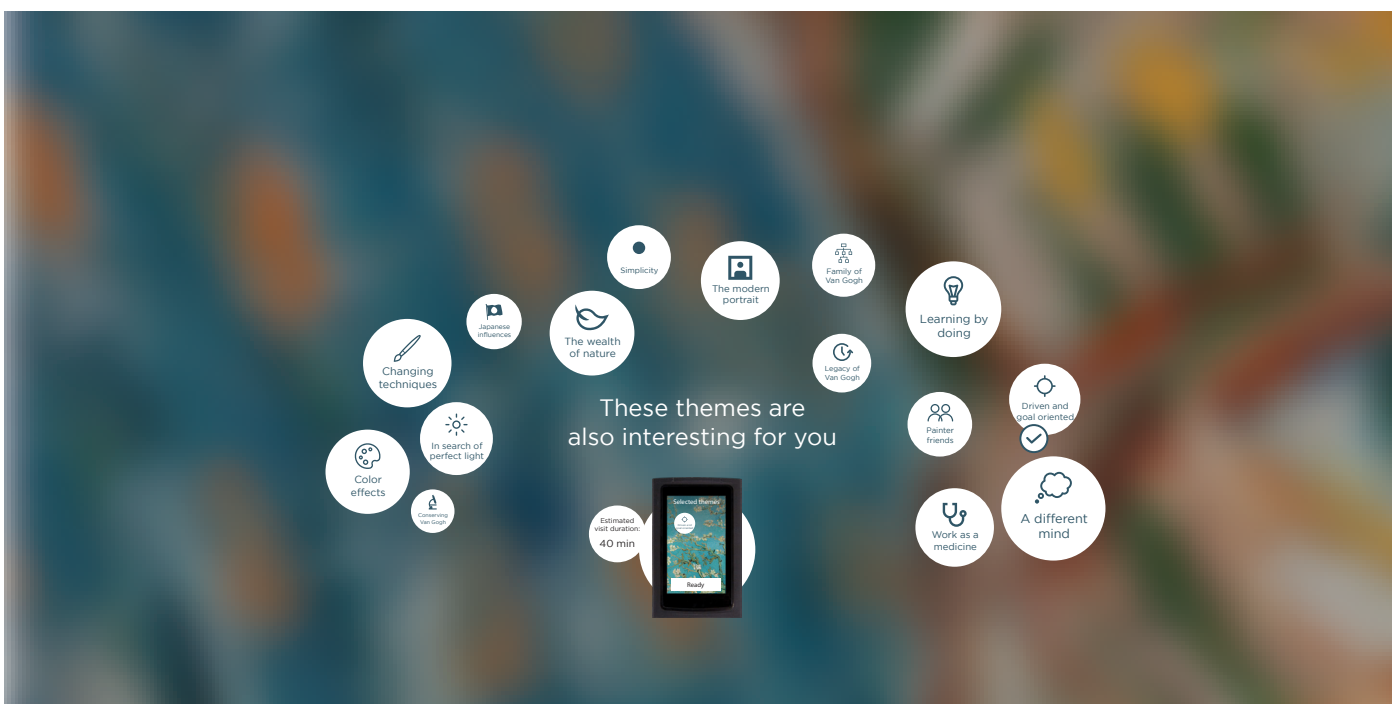 Simplicity
The modern
portrait
Family of
Van Gogh
Learning by
doing
Japanese
influences
The wealth
of nature
Changing
techniques
Legacy of
Van Gogh
Driven and
goal oriented
These themes are
also interesting for you
Painter
friends
In search of
perfect light
Color
effects
Conserving
Van Gogh
A different
mind
Work as a
medicine
Estimated
visit duration:
40 min
Selected themes
Ready